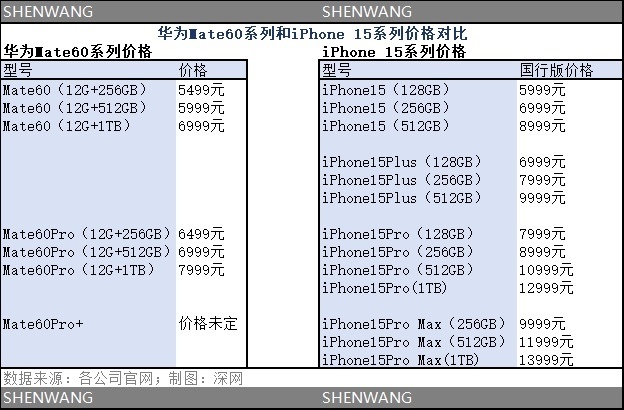 SHENWANG SHENWANG
华为Mate60系列和iPhone 15系列价格对比
华为Mate60系列价格 iPhone 15系列价格
型号 价格 型号 国行版价格
Mate60（12G+256GB） 5499元 iPhone15（128GB） 5999元
Mate60（12G+512GB） 5999元 iPhone15（256GB） 6999元
Mate60（12G+1TB） 6999元 iPhone15（512GB） 8999元
iPhone15Plus（128GB） 6999元
iPhone15Plus（256GB） 7999元
iPhone15Plus（512GB） 9999元
Mate60Pro（12G+256GB） 6499元 iPhone15Pro（128GB） 7999元
Mate60Pro（12G+512GB） 6999元 iPhone15Pro（256GB） 8999元
Mate60Pro（12G+1TB） 7999元 iPhone15Pro（512GB） 10999元
iPhone15Pro(1TB) 12999元
Mate60Pro+ 价格未定 iPhone15Pro Max（256GB） 9999元
iPhone15Pro Max（512GB） 11999元
iPhone15Pro Max(1TB) 13999元
数据来源：各公司官网；制图：深网
SHENWANG SHENWANG